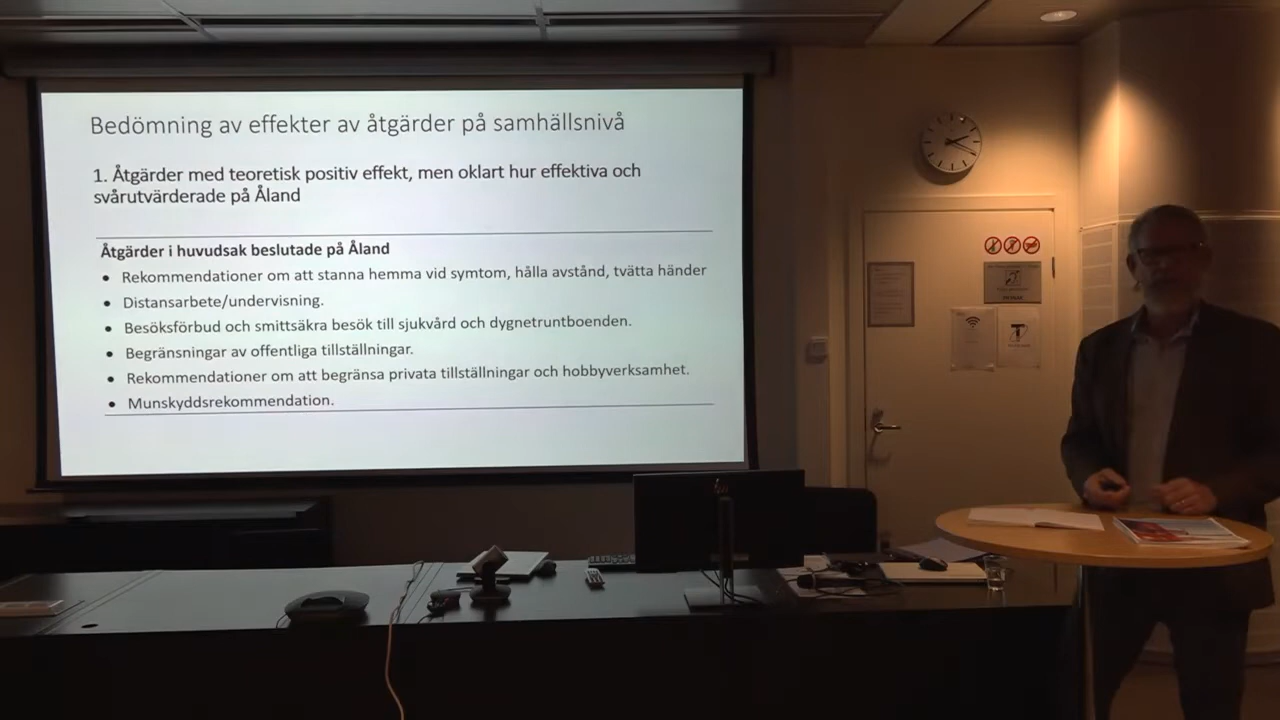 Bedömning av effekter av åtgärder på samhällsnivå
1. Åtgärder med teoretisk positiv effekt, men oklart hur effektiva och
svårutvärderade på Åland
Åtgärder i huvudsak beslutade på Åland
• Rekommendationer om att stanna hemma vid symtom, hålla avstånd, tvätta händer
• Distansarbete/undervisning.
• Besöksförbud och smittsäkra besök till sjukvård och dygnetruntboenden.
• Begränsningar av offentliga tillställningar.
• Rekommendationer om att begränsa privata tillställningar och hobbyverksamhet.
• Munskyddsrekommendation.